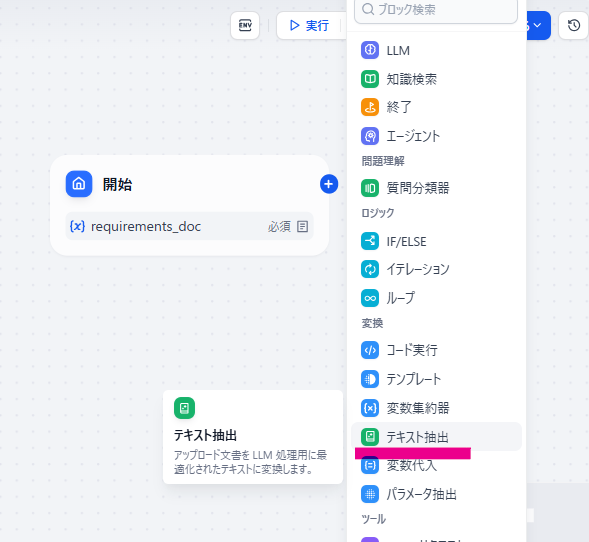 ENV
実行
ブロック検索
LLM
知識検索
終了
エージェント
問題理解
質問分類器
ロジック
IF/ELSE
イテレーション
ループ
変換
コード実行
テンプレート
変数集約器
テキスト抽出
変数代入
パラメータ抽出
ツール
開始
{x} requirements_doc 必須
テキスト抽出
アップロード文書を LLM 処理用に最
適化されたテキストに変換します。